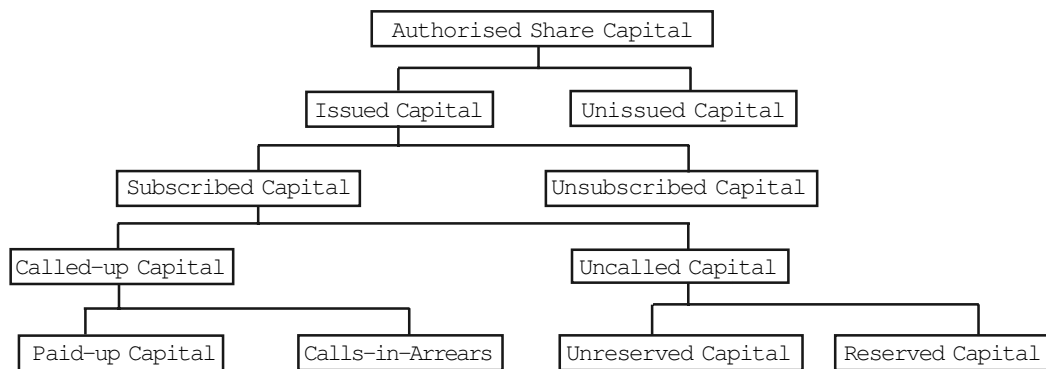 Authorised Share Capital
Issued Capital
Unissued Capital
Subscribed Capital
Unsubscribed Capital
Called-up Capital
Uncalled Capital
Paid-up Capital
Calls-in-Arrears
Unreserved Capital
Reserved Capital